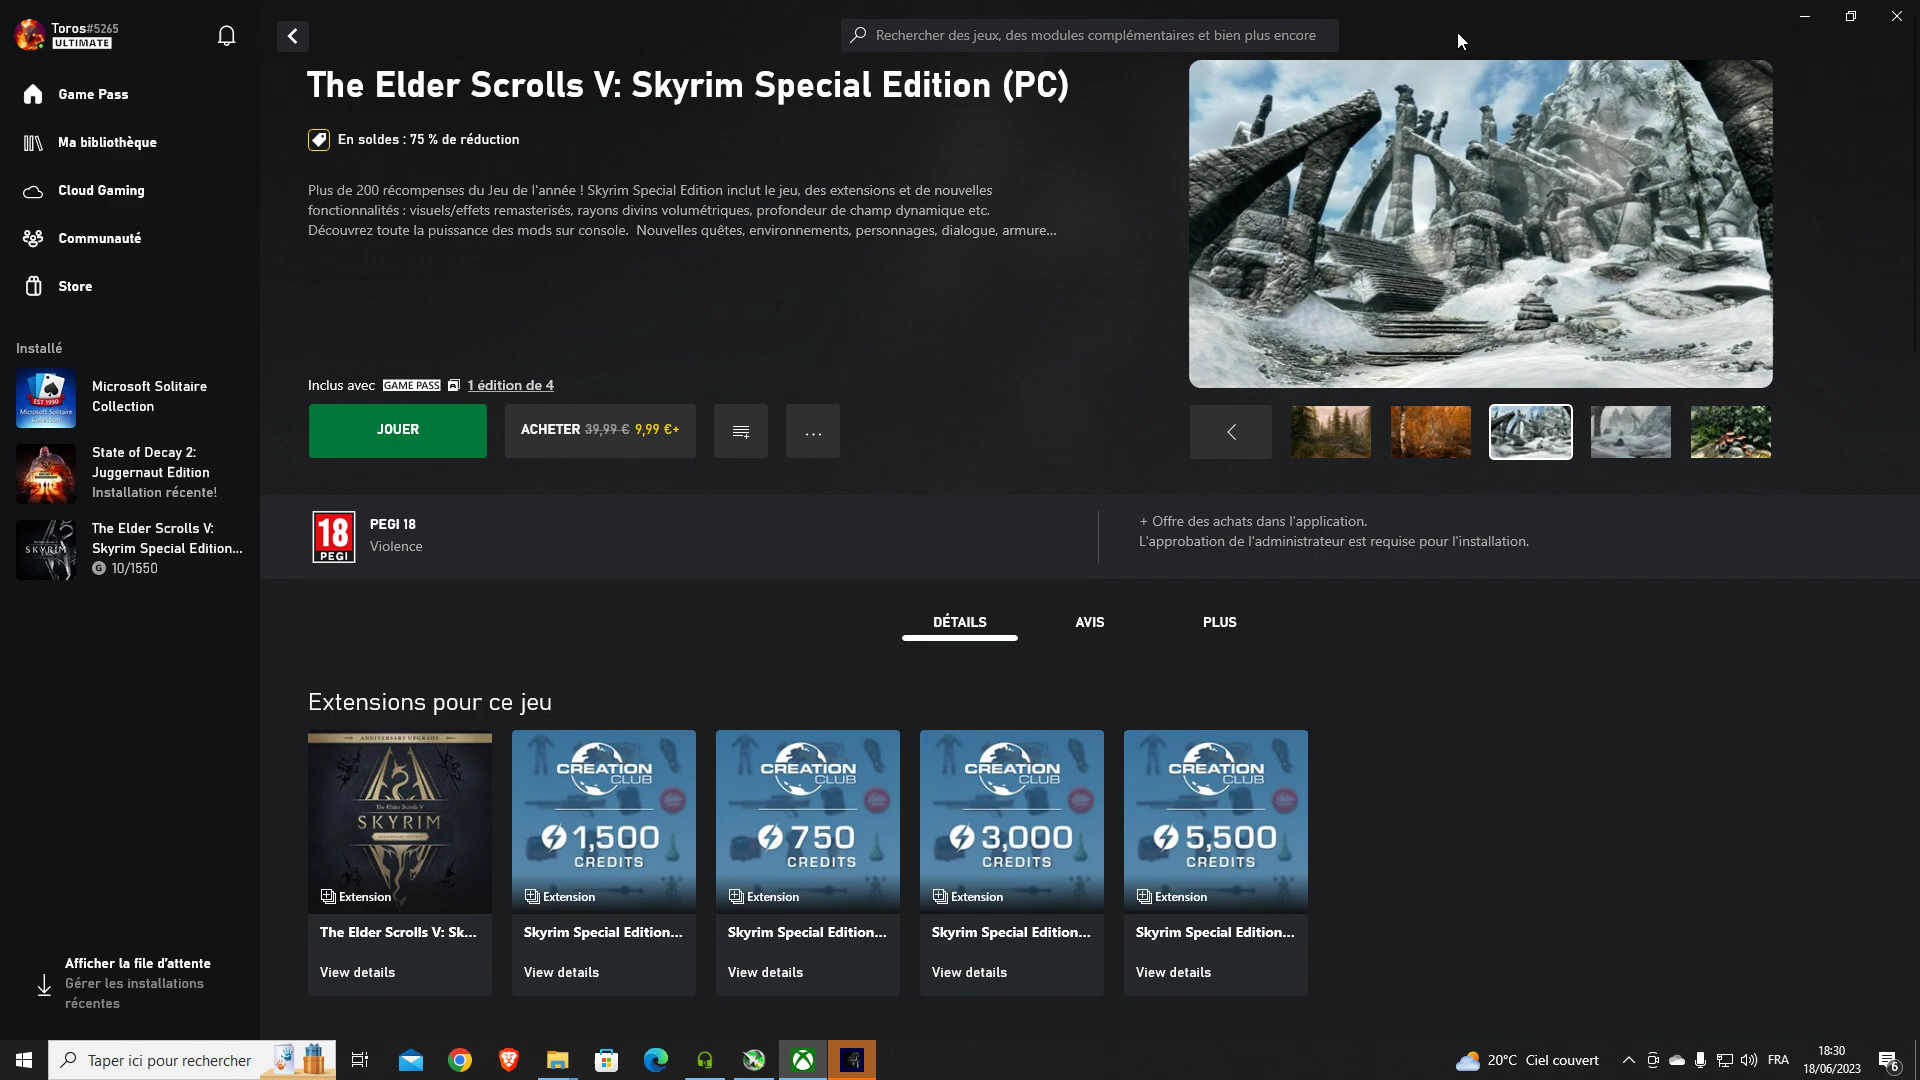 Toros#5265
ULTIMATE
Game Pass
Ma bibliothèque
Cloud Gaming
Communauté
Store
Installé
Microsoft Solitaire
Collection
State of Decay 2:
Juggernaut Edition
Installation récente!
The Elder Scrolls V:
Skyrim Special Edition...
G 10/1550
Afficher la file d’attente
Gérer les installations
récentes
Rechercher des jeux, des modules complémentaires et bien plus encore
The Elder Scrolls V: Skyrim Special Edition (PC)
En soldes : 75 % de réduction
Plus de 200 récompenses du Jeu de l'année ! Skyrim Special Edition inclut le jeu, des extensions et de nouvelles
fonctionnalités : visuels/effets remasterisés, rayons divins volumétriques, profondeur de champ dynamique etc.
Découvrez toute la puissance des mods sur console.  Nouvelles quêtes, environnements, personnages, dialogue, armure...
Inclus avec GAME PASS 1 édition de 4
JOUER
ACHETER 39,99 € 9,99 €+
...
18
PEGI
PEGI 18
Violence
+ Offre des achats dans l'application.
L'approbation de l'administrateur est requise pour l'installation.
DÉTAILS
AVIS
PLUS
Extensions pour ce jeu
ANNIVERSARY UPGRADE
The Elder Scrolls V
SKYRIM
Extension
The Elder Scrolls V: Sk...
View details
CREATION
CLUB
1,500
CREDITS
Extension
Skyrim Special Edition...
View details
CREATION
CLUB
750
CREDITS
Extension
Skyrim Special Edition...
View details
CREATION
CLUB
3,000
CREDITS
Extension
Skyrim Special Edition...
View details
CREATION
CLUB
5,500
CREDITS
Extension
Skyrim Special Edition...
View details
Taper ici pour rechercher
20°C Ciel couvert
FRA
18:30
18/06/2023
6